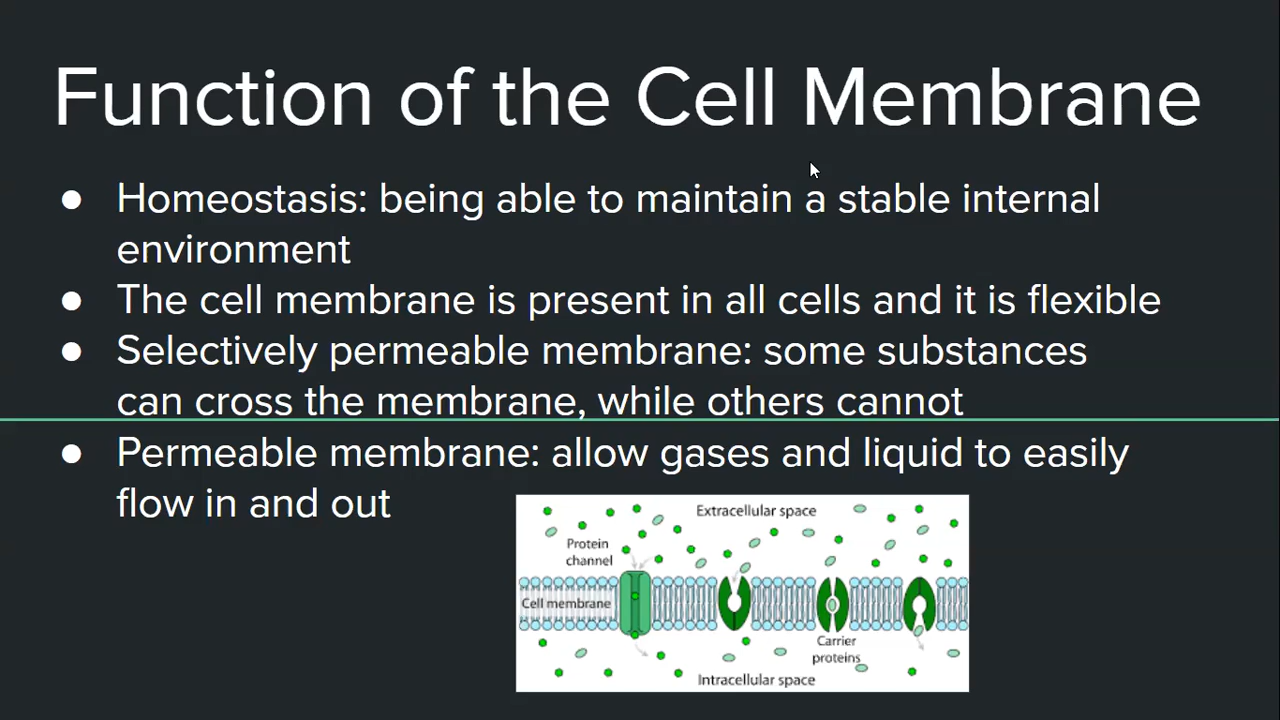 Function of the Cell Membrane
● Homeostasis: being able to maintain a stable internal
environment
● The cell membrane is present in all cells and it is flexible
● Selectively permeable membrane: some substances
can cross the membrane, while others cannot
● Permeable membrane: allow gases and liquid to easily
flow in and out
Extracellular space
Protein
channel
Cell membrane
Carrier
proteins
Intracellular space